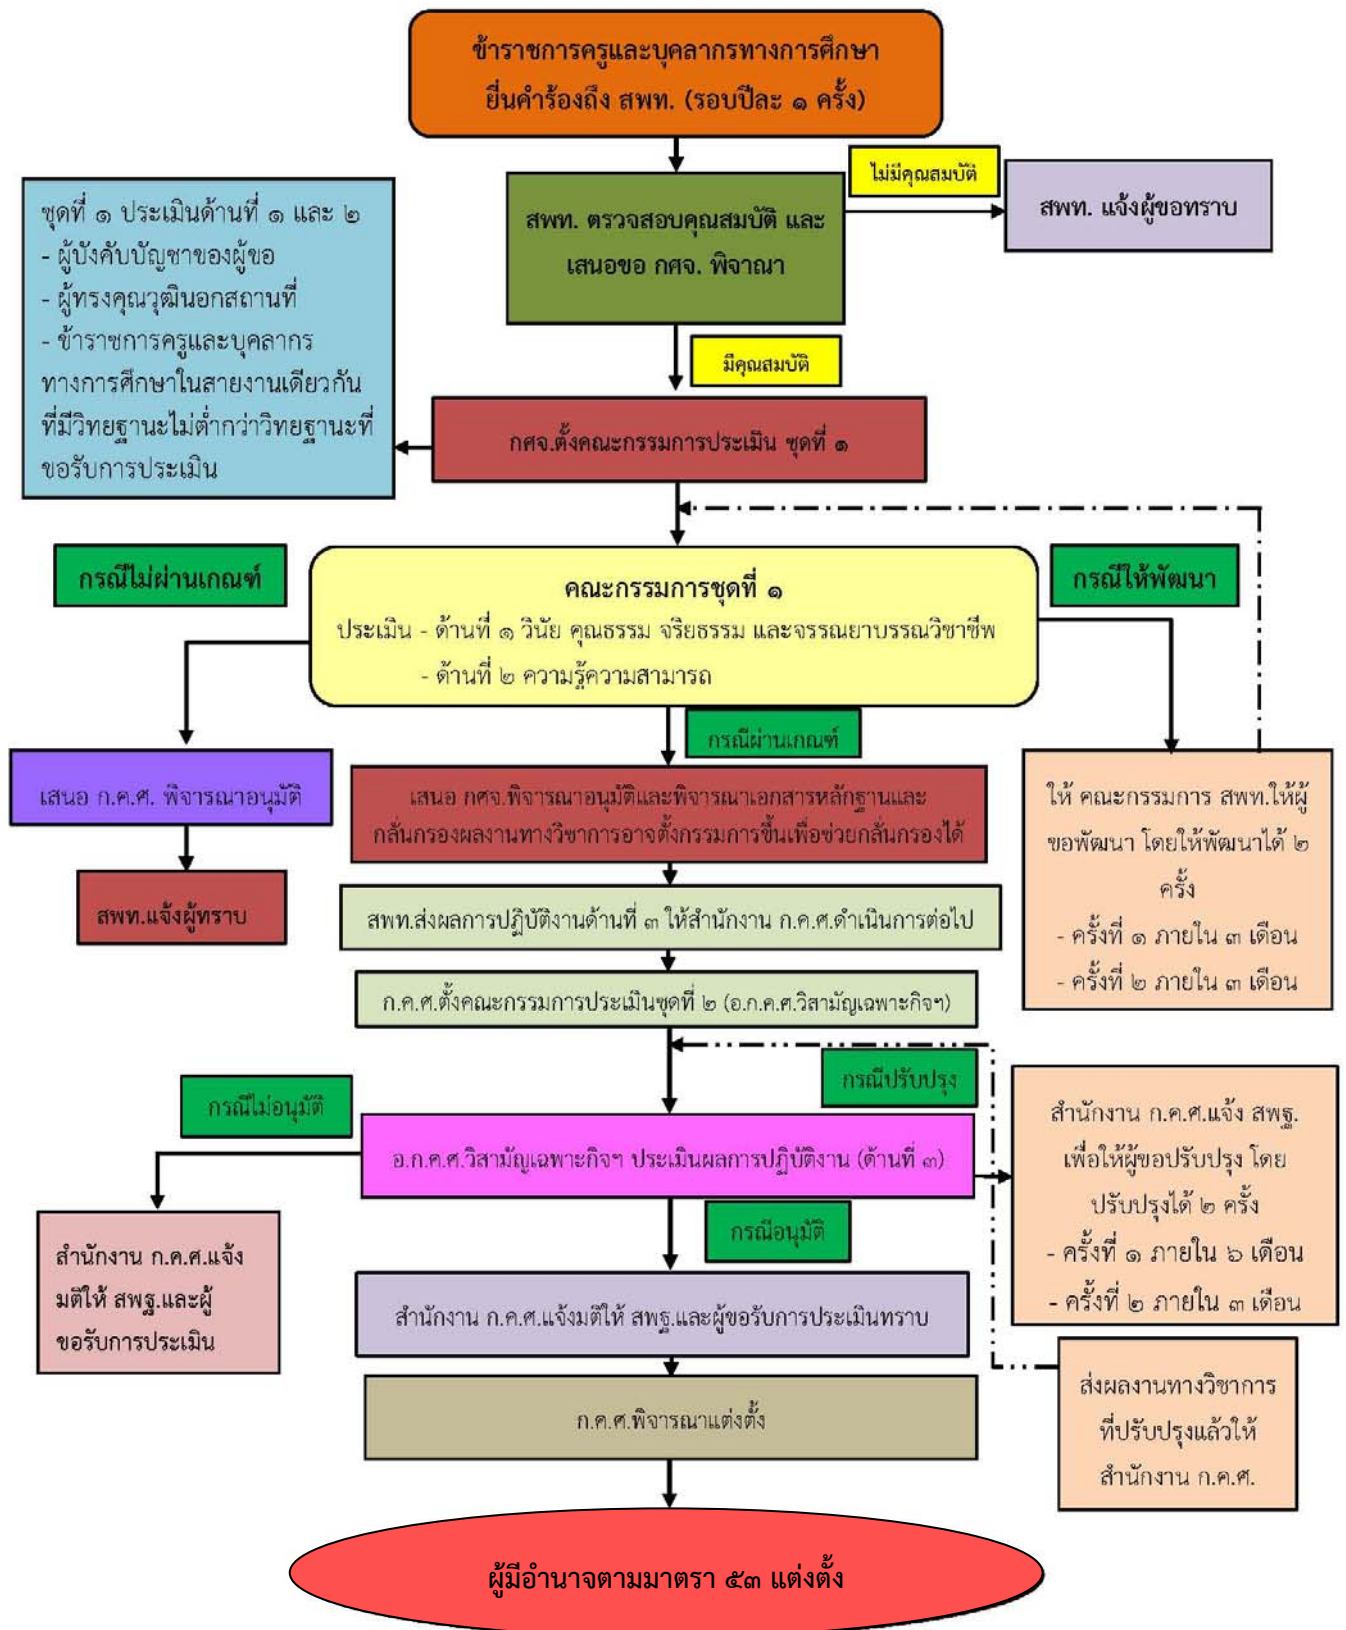 ข้าราชการครูและบุคลากรทางการศึกษา
ยื่นคำร้องถึง สพท. (รอบปีละ ๑ ครั้ง)
ไม่มีคุณสมบัติ
สพท. แจ้งผู้ขอทราบ
สพท. ตรวจสอบคุณสมบัติ และ
เสนอขอ กศจ. พิจาณา
ชุดที่ ๑ ประเมินด้านที่ ๑ และ ๒
- ผู้บังคับบัญชาของผู้ขอ
- ผู้ทรงคุณวุฒินอกสถานที่
- ข้าราชการครูและบุคลากร
ทางการศึกษาในสายงานเดียวกัน
ที่มีวิทยฐานะไม่ต่ำกว่าวิทยฐานะที่
ขอรับการประเมิน
มีคุณสมบัติ
กศจ.ตั้งคณะกรรมการประเมิน ชุดที่ ๑
กรณีไม่ผ่านเกณฑ์
กรณีให้พัฒนา
คณะกรรมการชุดที่ ๑
ประเมิน - ด้านที่ ๑ วินัย คุณธรรม จริยธรรม และจรรณยาบรรณวิชาชีพ
- ด้านที่ ๒ ความรู้ความสามารถ
กรณีผ่านเกณฑ์
เสนอ ก.ค.ศ. พิจารณาอนุมัติ
สพท.แจ้งผู้ทราบ
เสนอ กศจ.พิจารณาอนุมัติและพิจารณาเอกสารหลักฐานและ
กลั่นกรองผลงานทางวิชาการอาจตั้งกรรมการขึ้นเพื่อช่วยกลั่นกรองได้
ให้ คณะกรรมการ สพท.ให้ผู้
ขอพัฒนา โดยให้พัฒนาได้ ๒
ครั้ง
- ครั้งที่ ๑ ภายใน ๓ เดือน
- ครั้งที่ ๒ ภายใน ๓ เดือน
สพท.ส่งผลการปฏิบัติงานด้านที่ ๓ ให้สำนักงาน ก.ค.ศ.ดำเนินการต่อไป
ก.ค.ศ.ตั้งคณะกรรมการประเมินชุดที่ ๒ (อ.ก.ค.ศ.วิสามัญเฉพาะกิจฯ)
กรณีปรับปรุง
กรณีไม่อนุมัติ
อ.ก.ค.ศ.วิสามัญเฉพาะกิจฯ ประเมินผลการปฏิบัติงาน (ด้านที่ ๓)
สำนักงาน ก.ค.ศ.แจ้ง สพฐ.
เพื่อให้ผู้ขอปรับปรุง โดย
ปรับปรุงได้ ๒ ครั้ง
- ครั้งที่ ๑ ภายใน ๖ เดือน
- ครั้งที่ ๒ ภายใน ๓ เดือน
กรณีอนุมัติ
สำนักงาน ก.ค.ศ.แจ้ง
มติให้ สพฐ.และผู้
ขอรับการประเมิน
สำนักงาน ก.ค.ศ.แจ้งมติให้ สพฐ.และผู้ขอรับการประเมินทราบ
ก.ค.ศ.พิจารณาแต่งตั้ง
ส่งผลงานทางวิชาการ
ที่ปรับปรุงแล้วให้
สำนักงาน ก.ค.ศ.
ผู้มีอำนาจตามมาตรา ๕๓ แต่งตั้ง